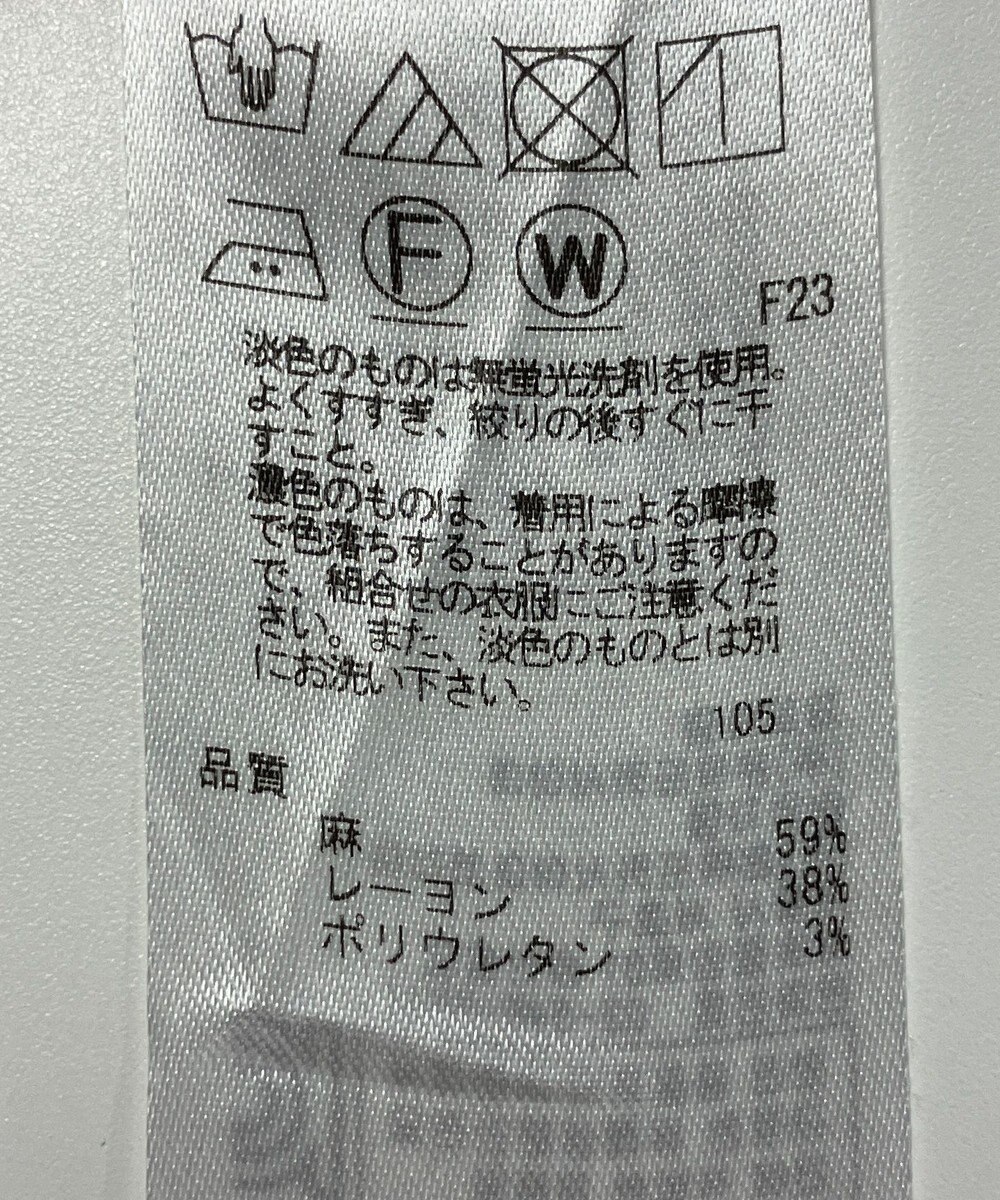 F W
F23
淡色のものは無蛍光洗剤を使用。
よくすすぎ、絞りの後すぐに干
すこと。
濃色のものは、着用による摩擦
で色落ちすることがありますの
で、組合せの衣服にご注意くだ
さい。また、淡色のものとは別
にお洗い下さい。
105
品質
麻 59%
レーヨン 38%
ポリウレタン 3%